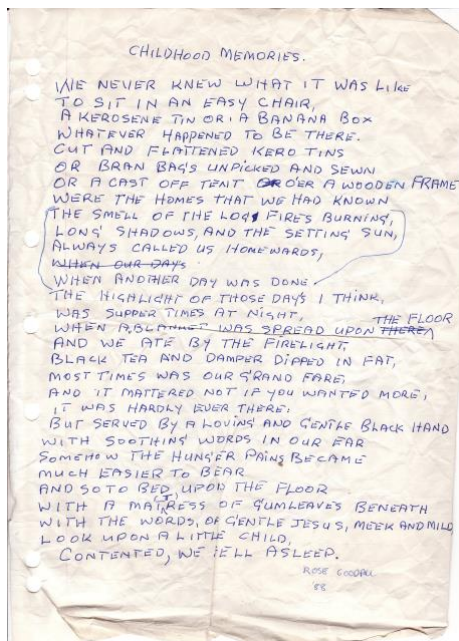 CHILDHOOD MEMORIES.
WE NEVER KNEW WHAT IT WAS LIKE
TO SIT IN AN EASY CHAIR,
A KEROSENE TIN OR A BANANA BOX
WHATEVER HAPPENED TO BE THERE.
CUT AND FLATTENED KERO TINS
OR BRAN BAG'S UNPICKED AND SEWN
OR A CAST OFF TENT OR O'ER A WOODEN FRAME
WERE THE HOMES THAT WE HAD KNOWN
THE SMELL OF THE LOG FIRES BURNING,
LONG SHADOWS, AND THE SETTING SUN,
ALWAYS CALLED US HOMEWARDS,
WHEN OUR DAYS
WHEN ANOTHER DAY WAS DONE.
THE HIGHLIGHT OF THOSE DAYS I THINK,
WAS SUPPER TIMES AT NIGHT,
WHEN A BLANKET WAS SPREAD UPON THERE THE FLOOR
AND WE ATE BY THE FIRELIGHT,
BLACK TEA AND DAMPER DIPPED IN FAT,
MOST TIMES WAS OUR GRAND FARE,
AND IT MATTERED NOT IF YOU WANTED MORE,
IT WAS HARDLY EVER THERE.
BUT SERVED BY A LOVING AND GENTLE BLACK HAND
WITH SOOTHING WORDS IN OUR EAR
SOMEHOW THE HUNGER PAINS BECAME
MUCH EASIER TO BEAR
AND SO TO BED, UPON THE FLOOR
WITH A MATTRESS OF GUMLEAVES BENEATH
WITH THE WORDS, OF GENTLE JESUS, MEEK AND MILD,
LOOK UPON A LITTLE CHILD,
CONTENTED, WE FELL ASLEEP.
ROSE GOODALL